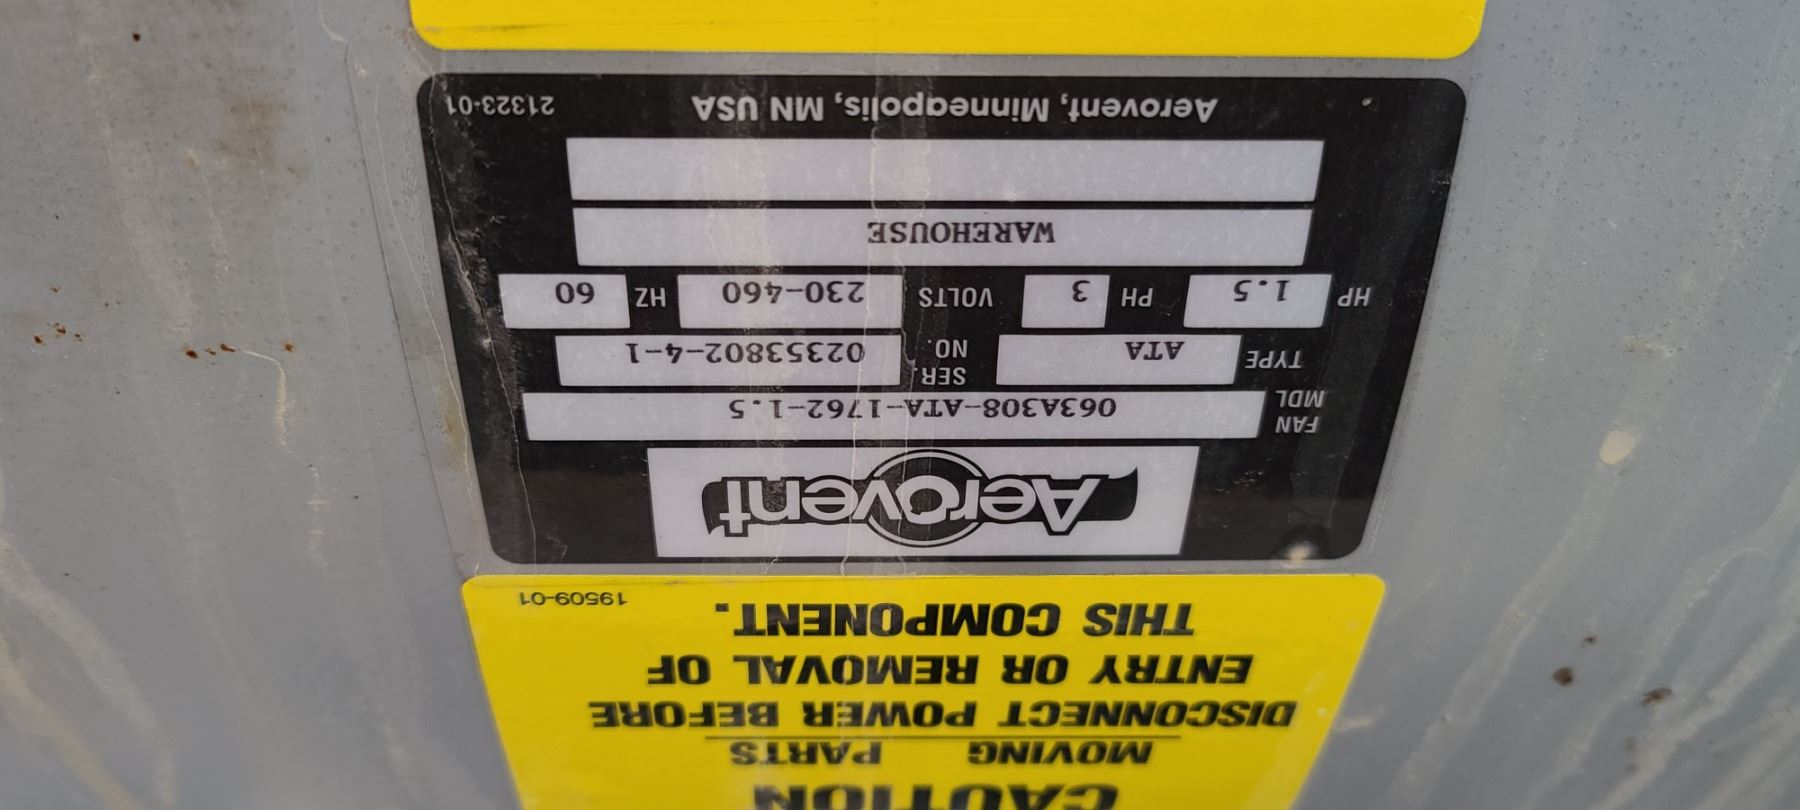 CAUTION
MOVING PARTS
DISCONNECT POWER BEFORE
ENTRY OR REMOVAL OF
THIS COMPONENT.
19509-01
Aerovent
FAN MDL 063A308-ATA-1762-1.5
TYPE ATA SER. NO. 02353802-4-1
HP 1.5 PH 3 VOLTS 230-460 HZ 60
WAREHOUSE
Aerovent, Minneapolis, MN USA 21323-01